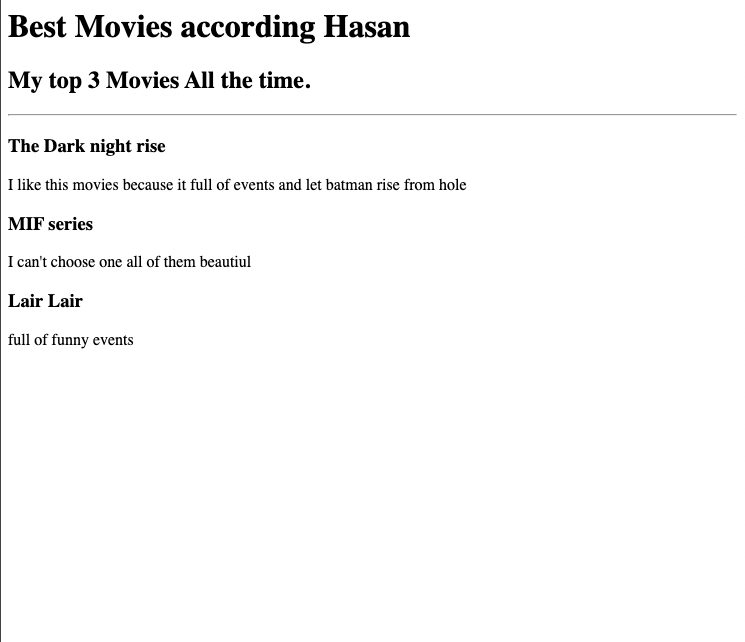 Best Movies according Hasan
My top 3 Movies All the time.
The Dark night rise
I like this movies because it full of events and let batman rise from hole
MIF series
I can't choose one all of them beautiul
Lair Lair
full of funny events